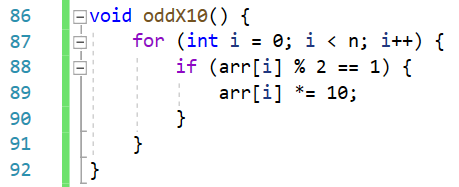 86 void oddX10() {
87     for (int i = 0; i < n; i++) {
88         if (arr[i] % 2 == 1) {
89             arr[i] *= 10;
90         }
91     }
92 }